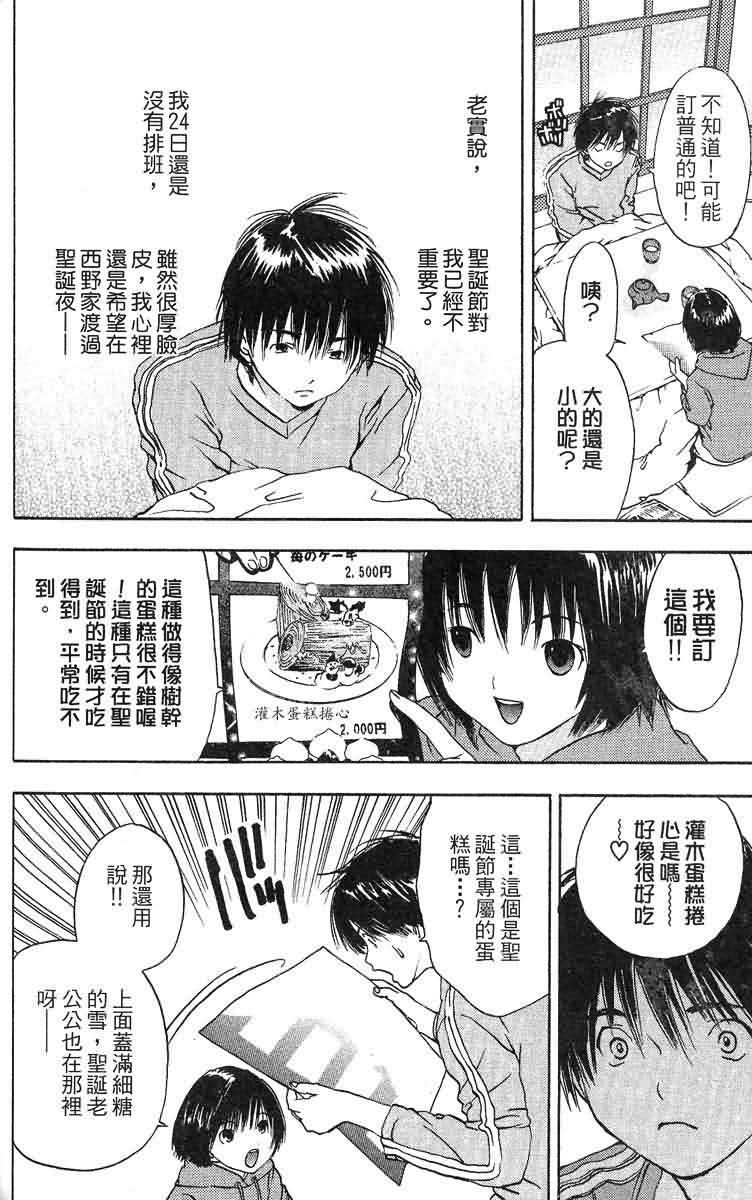 不知道！可能
訂普通的吧！
咦？
大的還是
小的呢？
老實說，
聖誕節對
我已經不
重要了。
我24日還是
沒有排班，
雖然很厚臉
皮，我心裡
還是希望在
西野家渡過
聖誕夜——
我要訂
這個!!
苺のケーキ
2,500円
灌木蛋糕捲心
2,000円
這種做得像樹幹
的蛋糕很不錯喔
！這種只有在聖
誕節的時候才吃
得到，平常吃不
到。
灌木蛋糕捲
心是嗎～
好像很好吃
～♡
這…這個是聖
誕節專屬的蛋
糕嗎…？
那還用
說!!
上面蓋滿細糖
的雪，聖誕老
公公也在那裡
呀——